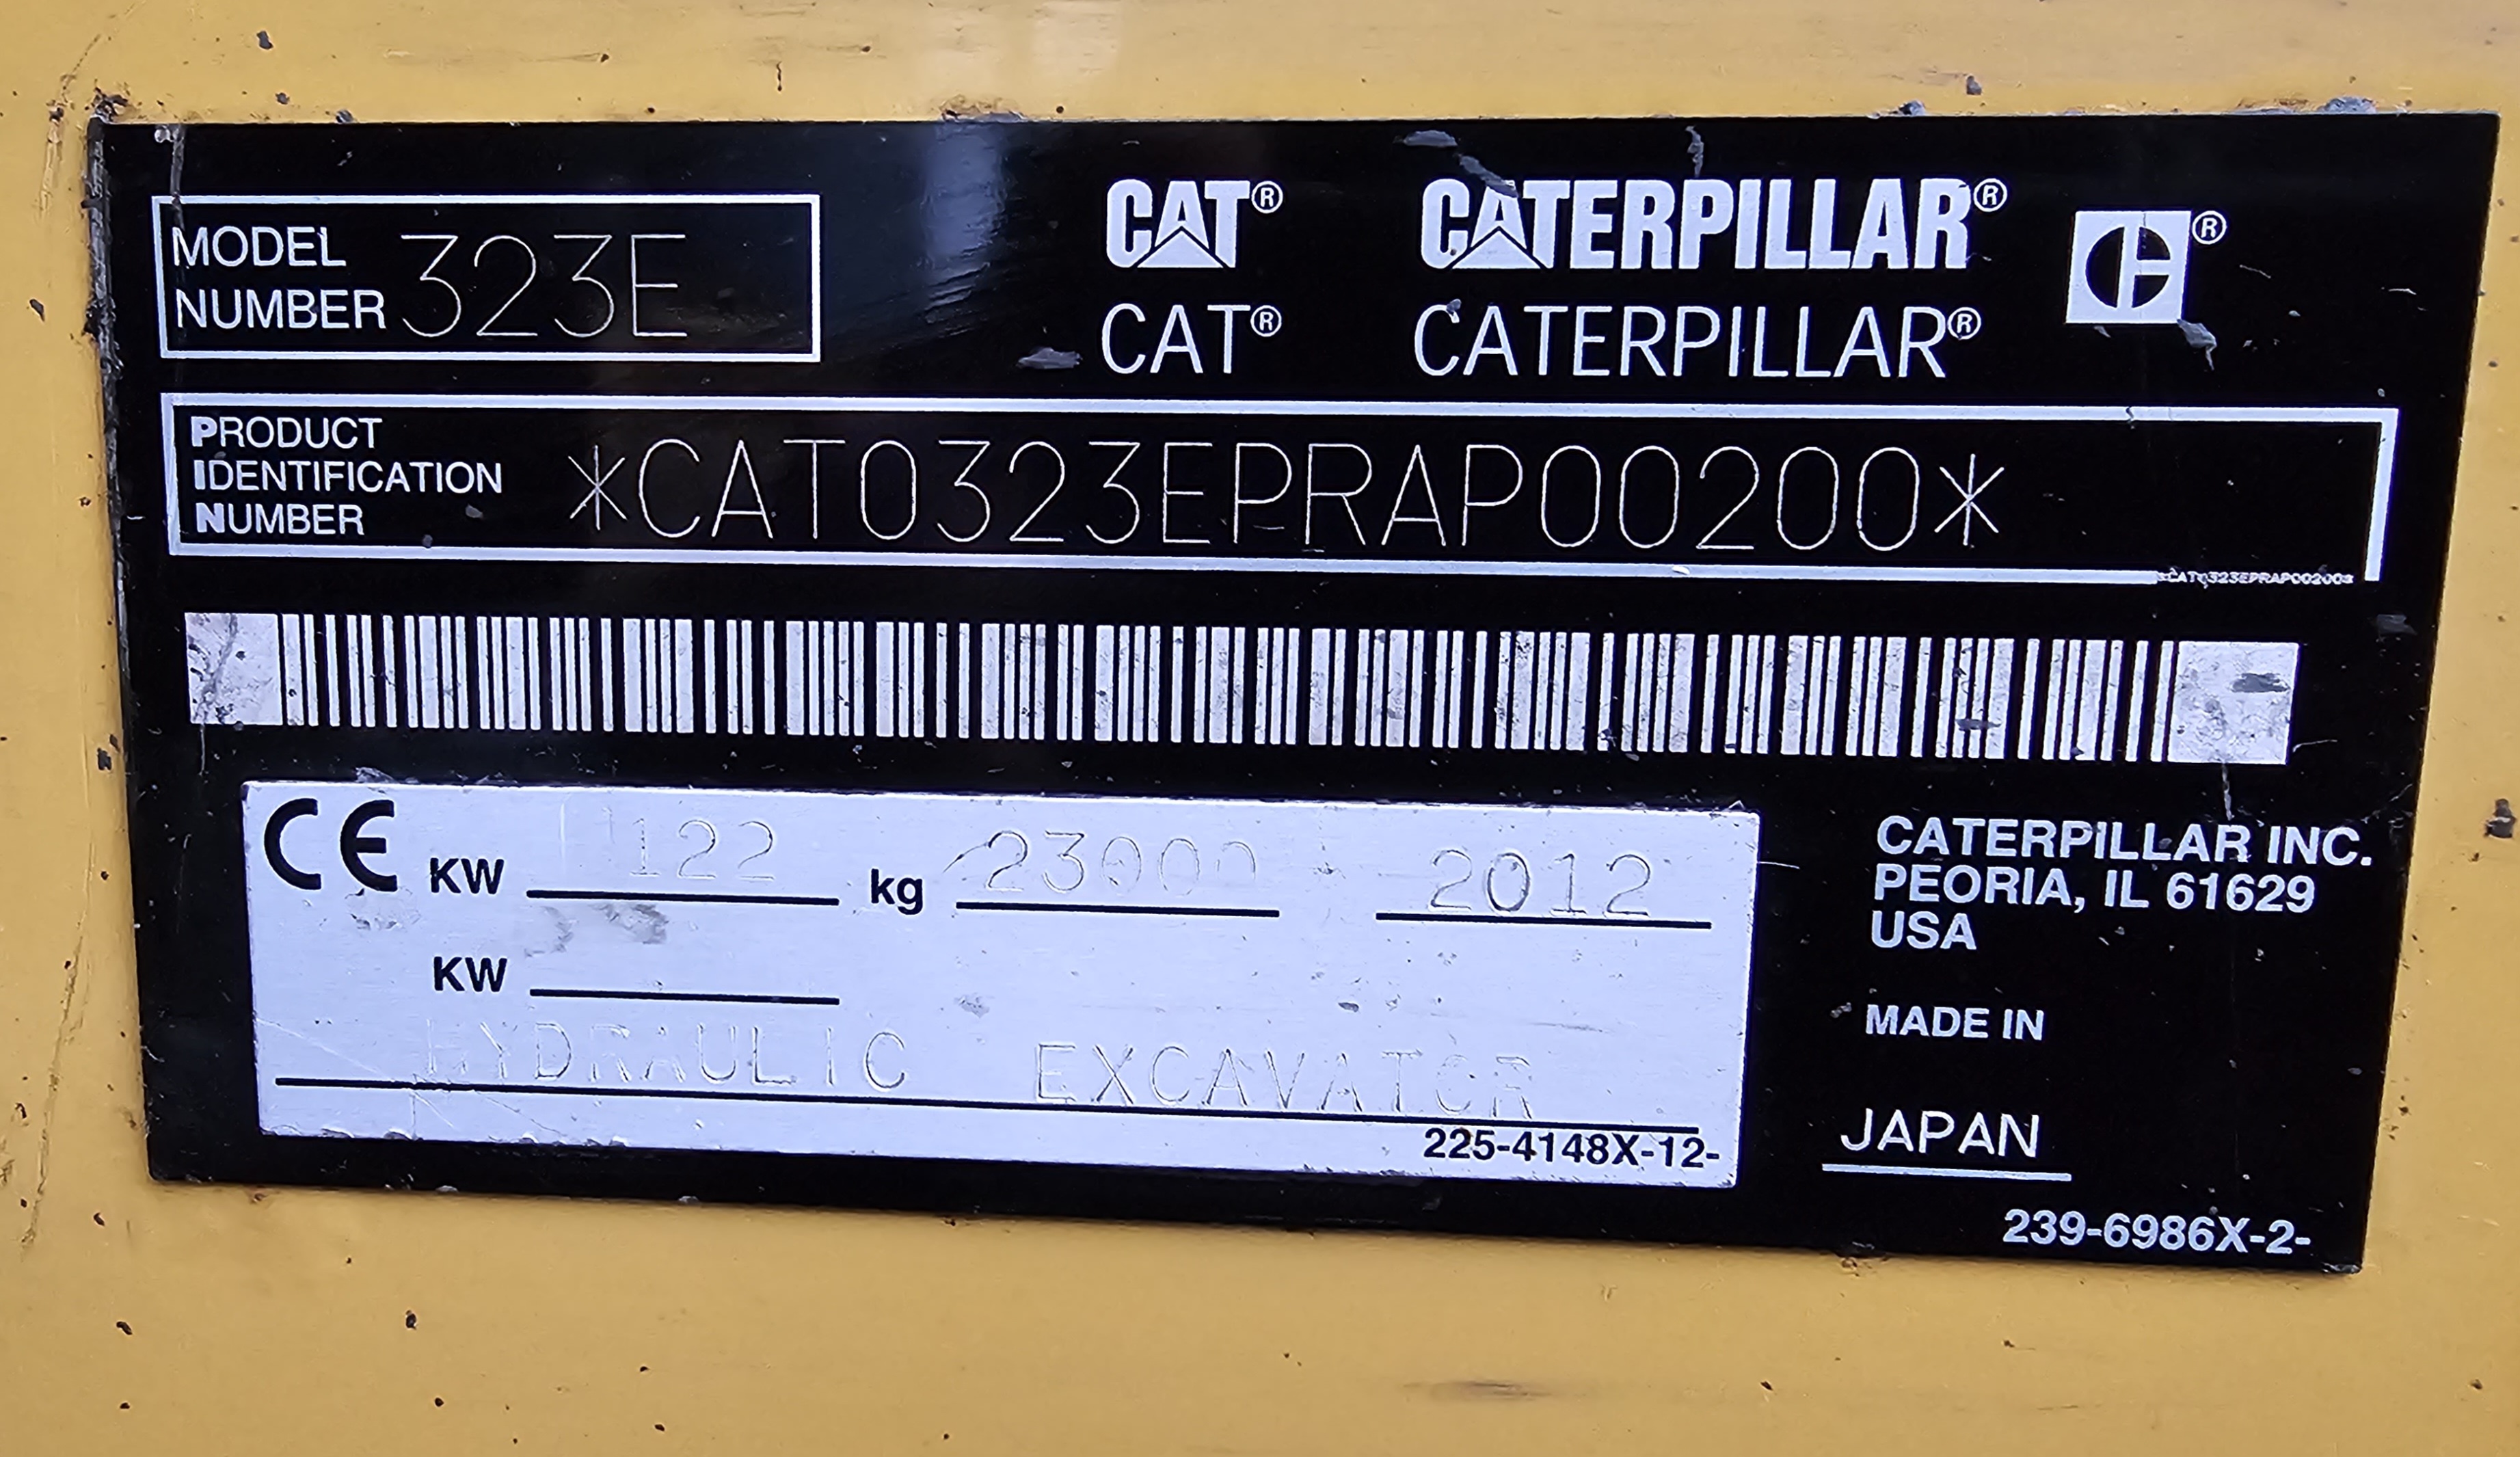 MODEL NUMBER 323E
CAT® CATERPILLAR® ®
CAT® CATERPILLAR®
PRODUCT IDENTIFICATION NUMBER *CAT0323EPRAP00200*
*CAT0323EPRAP00200*
CE KW 122 kg 23000 2012
KW
HYDRAULIC EXCAVATOR
225-4148X-12-
CATERPILLAR INC.
PEORIA, IL 61629
USA
MADE IN
JAPAN
239-6986X-2-